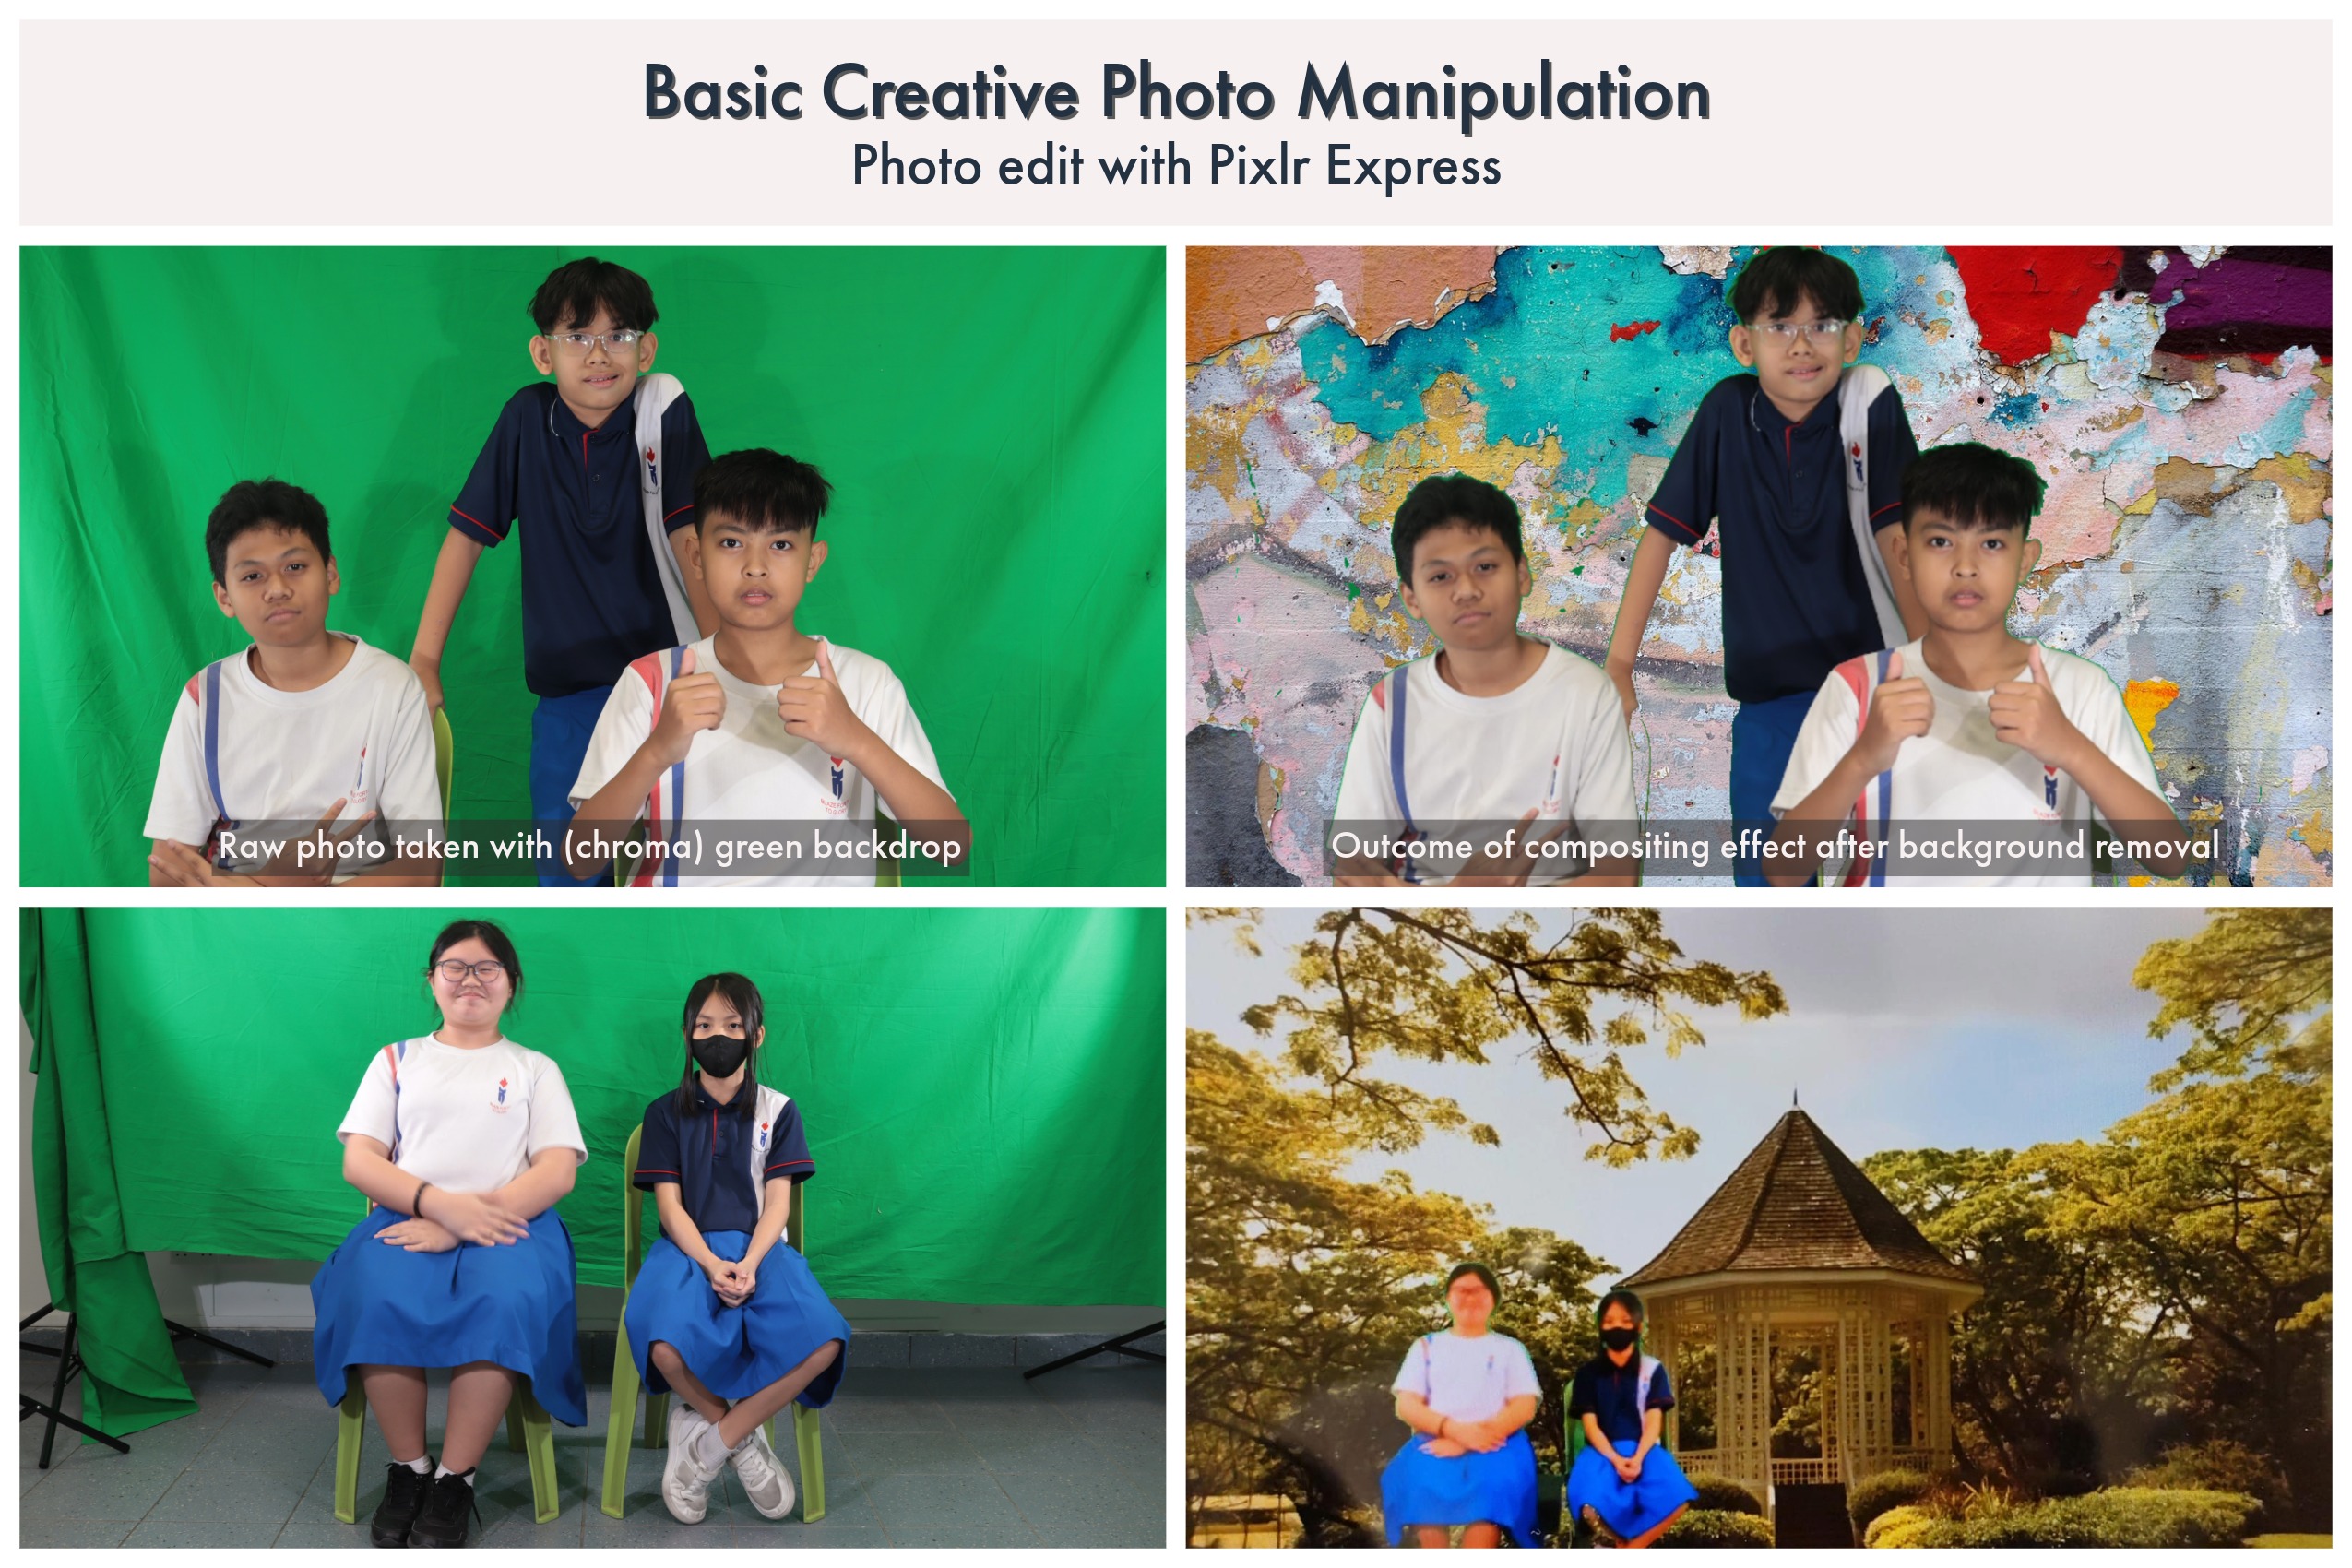 Basic Creative Photo Manipulation
Photo edit with Pixlr Express
Raw photo taken with (chroma) green backdrop
Outcome of compositing effect after background removal